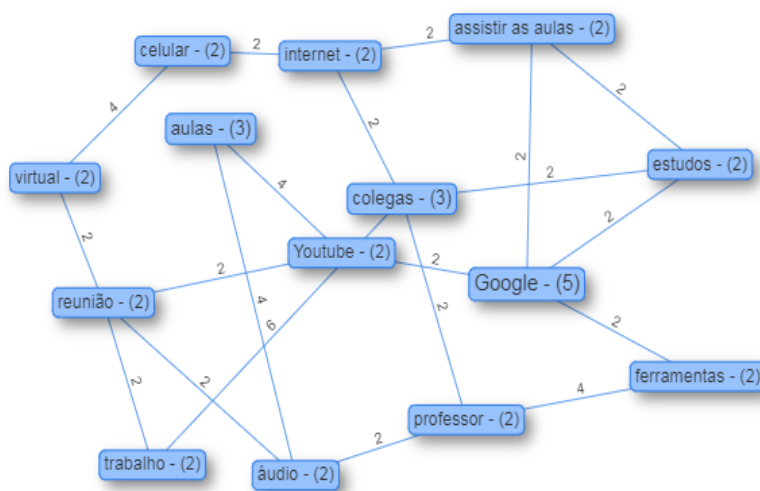 assistir as aulas - (2)
celular - (2)
2
internet - (2)
2
4
2
2
aulas - (3)
2
estudos - (2)
virtual - (2)
4
colegas - (3)
2
2
2
Youtube - (2)
2
Google - (5)
2
reunião - (2)
4
6
2
2
ferramentas - (2)
2
2
4
professor - (2)
2
trabalho - (2)
áudio - (2)